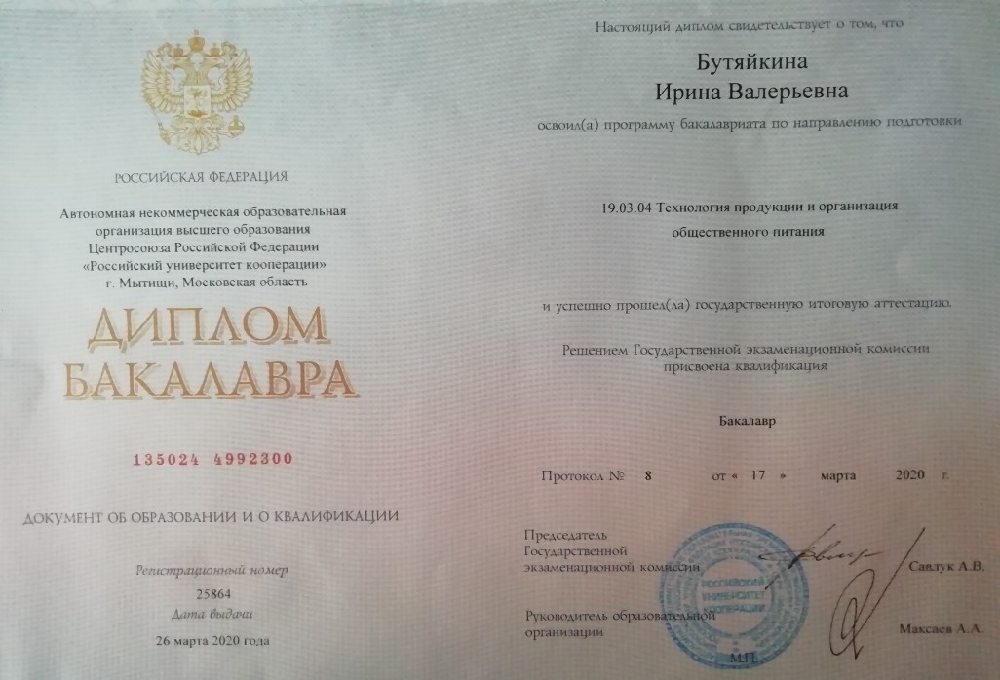 РОССИЙСКАЯ ФЕДЕРАЦИЯ
Автономная некоммерческая образовательная
организация высшего образования
Центросоюза Российской Федерации
«Российский университет кооперации»
г. Мытищи, Московская область
ДИПЛОМ
БАКАЛАВРА
135024 4992300
ДОКУМЕНТ ОБ ОБРАЗОВАНИИ И О КВАЛИФИКАЦИИ
Регистрационный номер
25864
Дата выдачи
26 марта 2020 года
Настоящий диплом свидетельствует о том, что
Бутяйкина
Ирина Валерьевна
освоил(а) программу бакалавриата по направлению подготовки
19.03.04 Технология продукции и организация
общественного питания
и успешно прошел(ла) государственную итоговую аттестацию.
Решением Государственной экзаменационной комиссии
присвоена квалификация
Бакалавр
Протокол № 8 от « 17 » марта 2020 г.
Председатель
Государственной
экзаменационной комиссии
Савлук А.В.
Руководитель образовательной
организации
Максаев А.А.
РОССИЙСКИЙ
УНИВЕРСИТЕТ
КООПЕРАЦИИ
М.П.